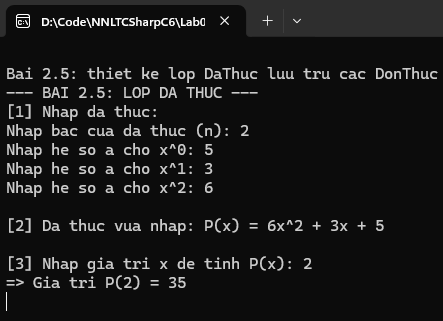 D:\Code\NNLTCSharpC6\Lab0
Bai 2.5: thiet ke lop DaThuc luu tru cac DonThuc
--- BAI 2.5: LOP DA THUC ---
[1] Nhap da thuc:
Nhap bac cua da thuc (n): 2
Nhap he so a cho x^0: 5
Nhap he so a cho x^1: 3
Nhap he so a cho x^2: 6
[2] Da thuc vua nhap: P(x) = 6x^2 + 3x + 5
[3] Nhap gia tri x de tinh P(x): 2
=> Gia tri P(2) = 35